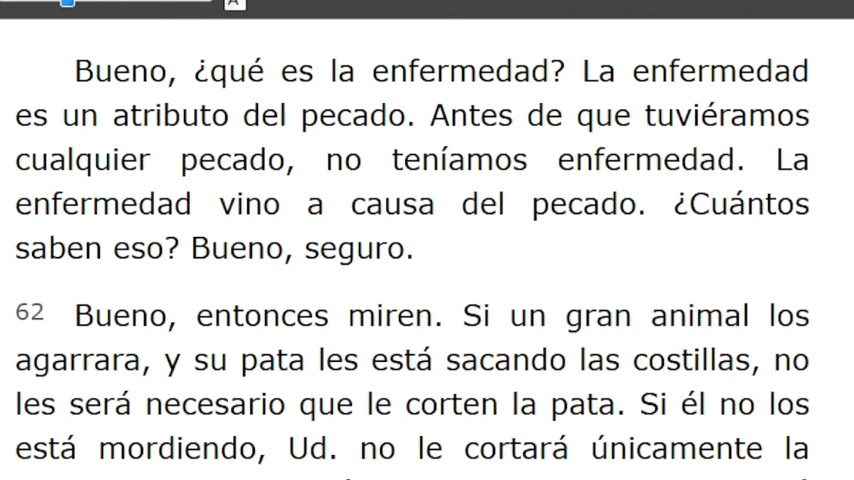 A
Bueno, ¿qué es la enfermedad? La enfermedad
es un atributo del pecado. Antes de que tuviéramos
cualquier pecado, no teníamos enfermedad. La
enfermedad vino a causa del pecado. ¿Cuántos
saben eso? Bueno, seguro.
62 Bueno, entonces miren. Si un gran animal los
agarrara, y su pata les está sacando las costillas, no
les será necesario que le corten la pata. Si él no los
está mordiendo, Ud. no le cortará únicamente la